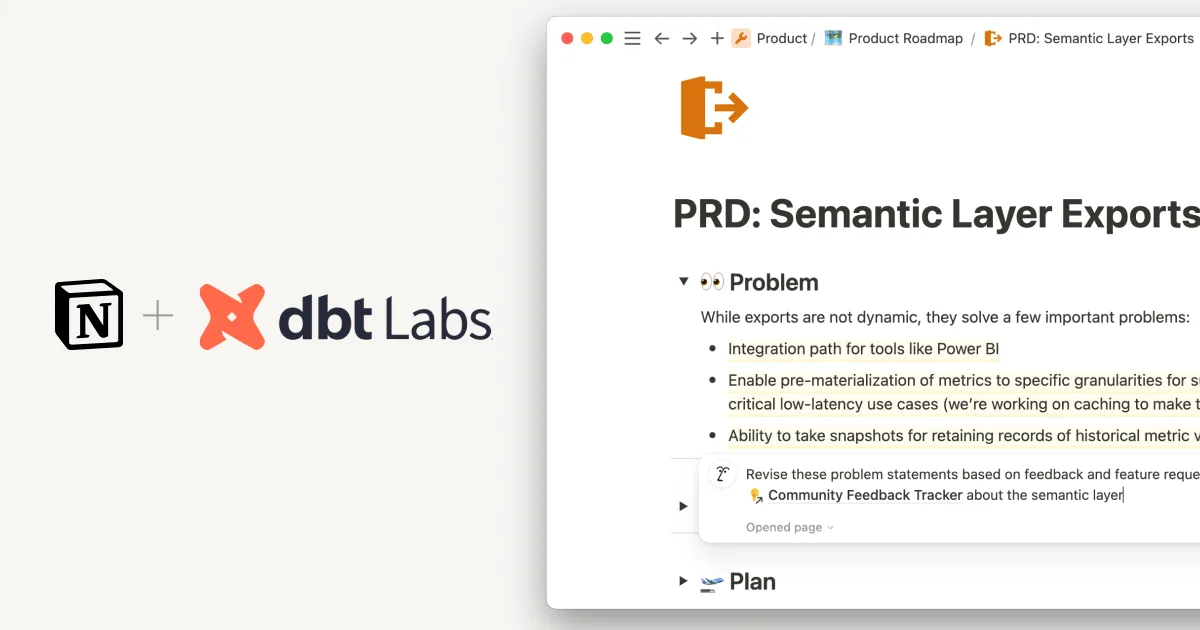 N + dbt Labs
Product / Product Roadmap / PRD: Semantic Layer Exports
PRD: Semantic Layer Exports
Problem
While exports are not dynamic, they solve a few important problems:
Integration path for tools like Power BI
Enable pre-materialization of metrics to specific granularities for
critical low-latency use cases (we’re working on caching to make
Ability to take snapshots for retaining records of historical metric
Revise these problem statements based on feedback and feature
Community Feedback Tracker about the semantic layer
Opened page
Plan